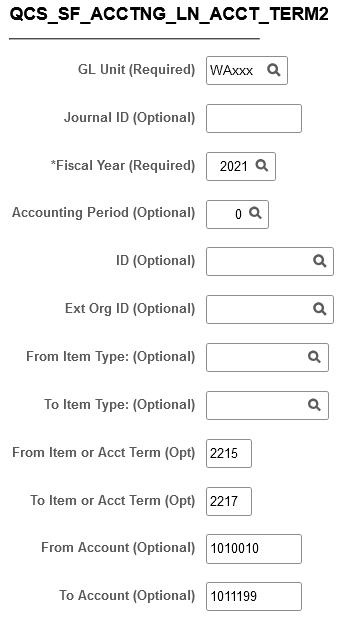 QCS_SF_ACCTNG_LN_ACCT_TERM2
GL Unit (Required) WAxxx
Journal ID (Optional)
*Fiscal Year (Required) 2021
Accounting Period (Optional) 0
ID (Optional)
Ext Org ID (Optional)
From Item Type: (Optional)
To Item Type: (Optional)
From Item or Acct Term (Opt) 2215
To Item or Acct Term (Opt) 2217
From Account (Optional) 1010010
To Account (Optional) 1011199